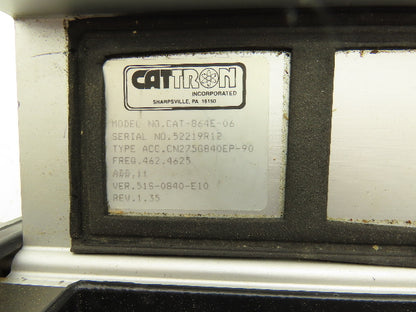 CATTRON
INCORPORATED
SHARPSVILLE, PA 16150
MODEL NO.CAT-864E-06
SERIAL NO.52219R12
TYPE ACC.CN275G840EP-90
FREQ.462.4625
ADD.11
VER.51S-0840-E10
REV.1.35